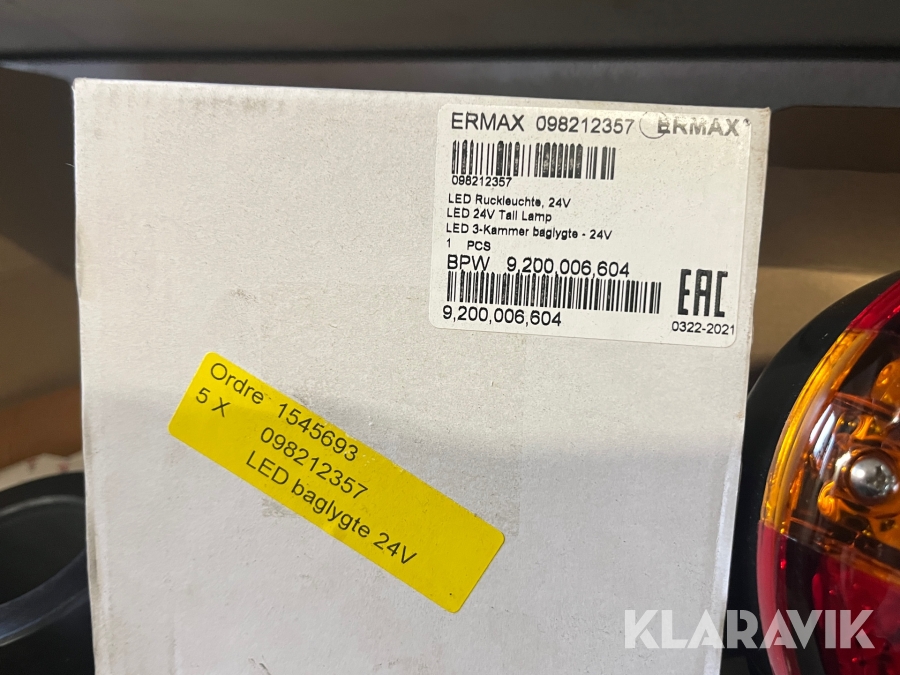 ERMAX 098212357 ERMAX
098212357
LED Ruckleuchte, 24V
LED 24V Tail Lamp
LED 3-Kammer baglygte - 24V
1 PCS
BPW 9,200,006,604
9,200,006,604
EAC
0322-2021
Ordre 1545693
5 X 098212357
LED baglygte 24V
KLARAVIK